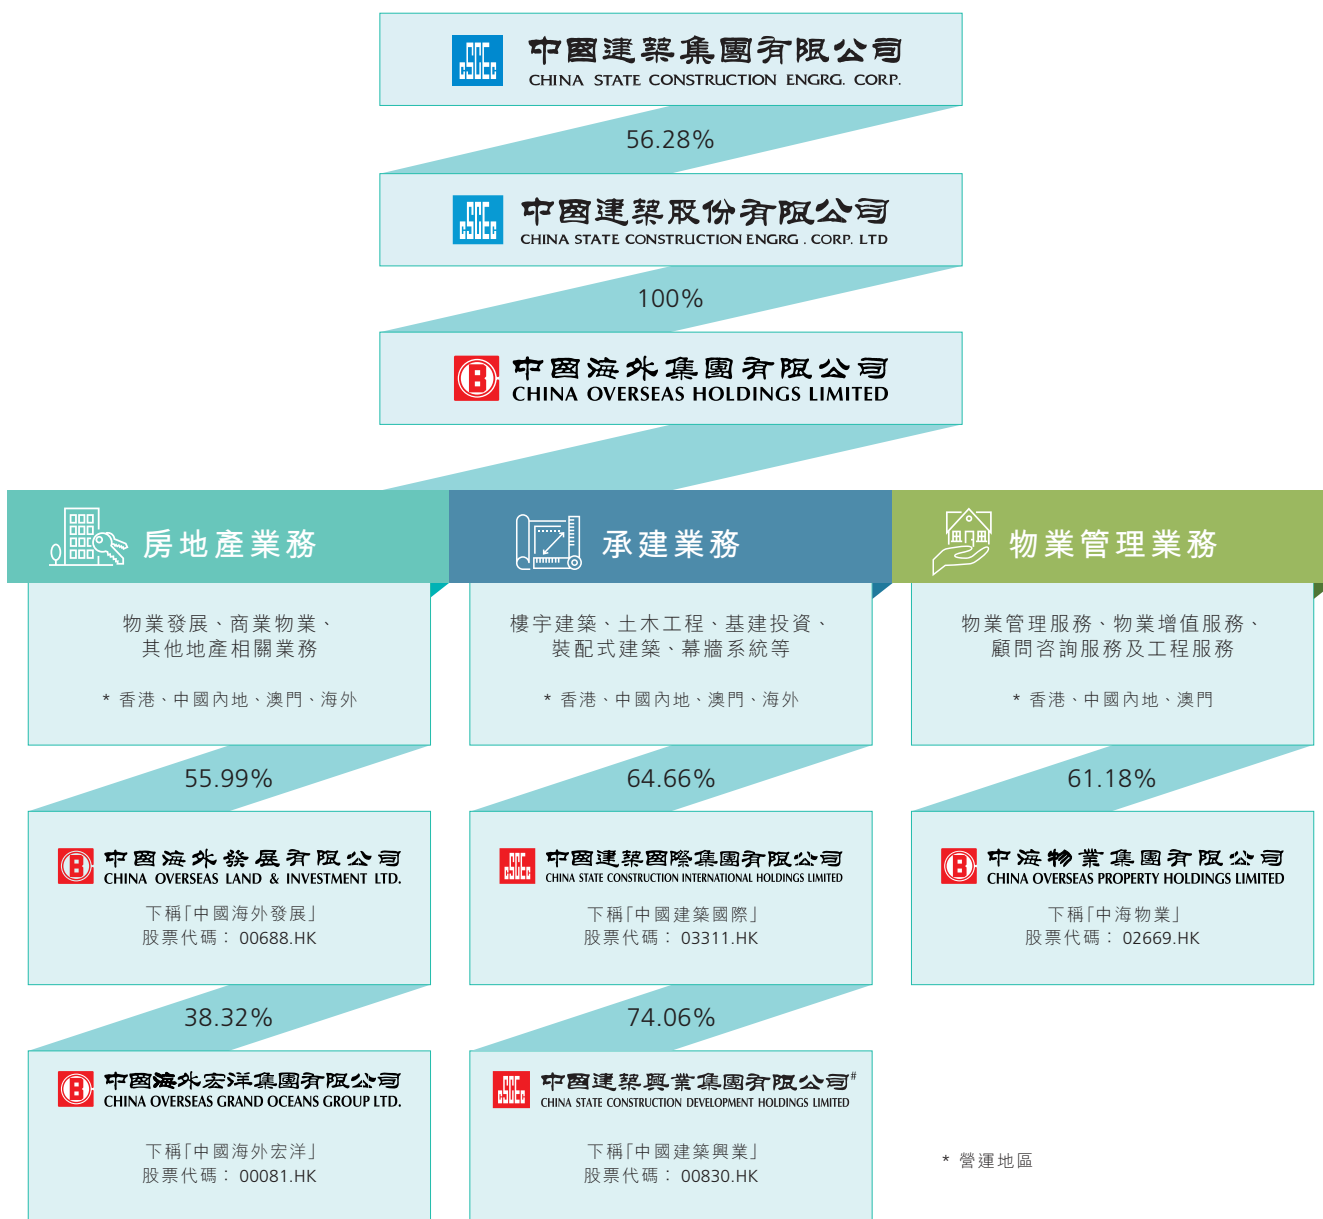 中國建築集團有限公司
CHINA STATE CONSTRUCTION ENGRG. CORP.
56.28%
中國建築股份有限公司
CHINA STATE CONSTRUCTION ENGRG . CORP. LTD
100%
中國海外集團有限公司
CHINA OVERSEAS HOLDINGS LIMITED
房地產業務
物業發展、商業物業、
其他地產相關業務
* 香港、中國內地、澳門、海外
55.99%
中國海外發展有限公司
CHINA OVERSEAS LAND & INVESTMENT LTD.
下稱「中國海外發展」
股票代碼： 00688.HK
38.32%
中國海外宏洋集團有限公司
CHINA OVERSEAS GRAND OCEANS GROUP LTD.
下稱「中國海外宏洋」
股票代碼： 00081.HK
承建業務
樓宇建築、土木工程、基建投資、
裝配式建築、幕牆系統等
* 香港、中國內地、澳門、海外
64.66%
中國建築國際集團有限公司
CHINA STATE CONSTRUCTION INTERNATIONAL HOLDINGS LIMITED
下稱「中國建築國際」
股票代碼： 03311.HK
74.06%
中國建築興業集團有限公司#
CHINA STATE CONSTRUCTION DEVELOPMENT HOLDINGS LIMITED
下稱「中國建築興業」
股票代碼： 00830.HK
物業管理業務
物業管理服務、物業增值服務、
顧問咨詢服務及工程服務
* 香港、中國內地、澳門
61.18%
中海物業集團有限公司
CHINA OVERSEAS PROPERTY HOLDINGS LIMITED
下稱「中海物業」
股票代碼： 02669.HK
* 營運地區